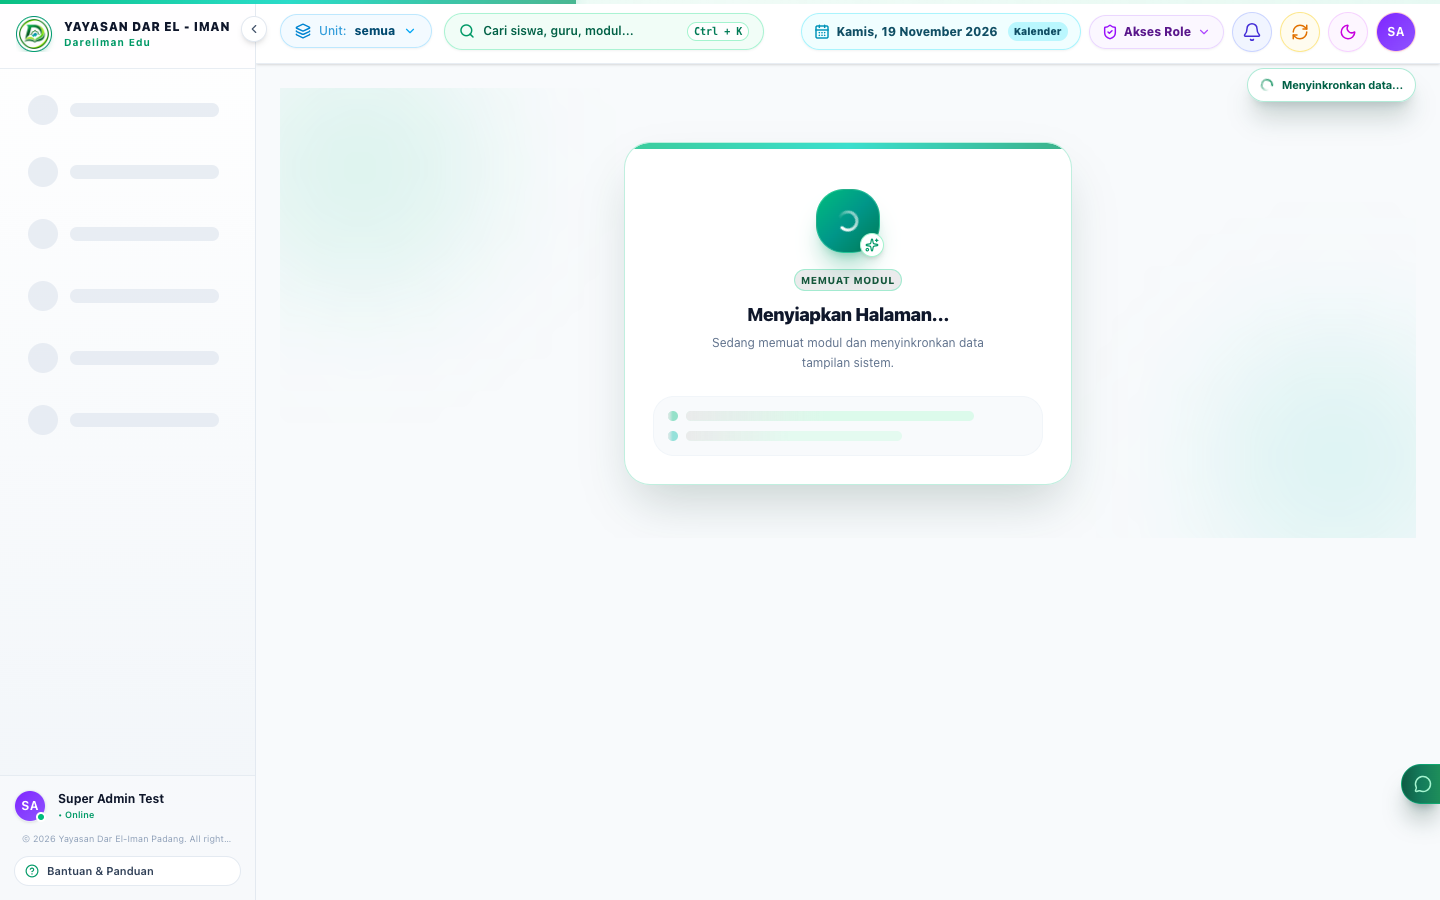 YAYASAN DAR EL - IMAN
Dareliman Edu
Unit: semua
Cari siswa, guru, modul...
Ctrl + K
Kamis, 19 November 2026
Kalender
Akses Role
SA
Menyinkronkan data...
MEMUAT MODUL
Menyiapkan Halaman...
Sedang memuat modul dan menyinkronkan data
tampilan sistem.
SA
Super Admin Test
• Online
© 2026 Yayasan Dar El-Iman Padang. All right...
Bantuan & Panduan